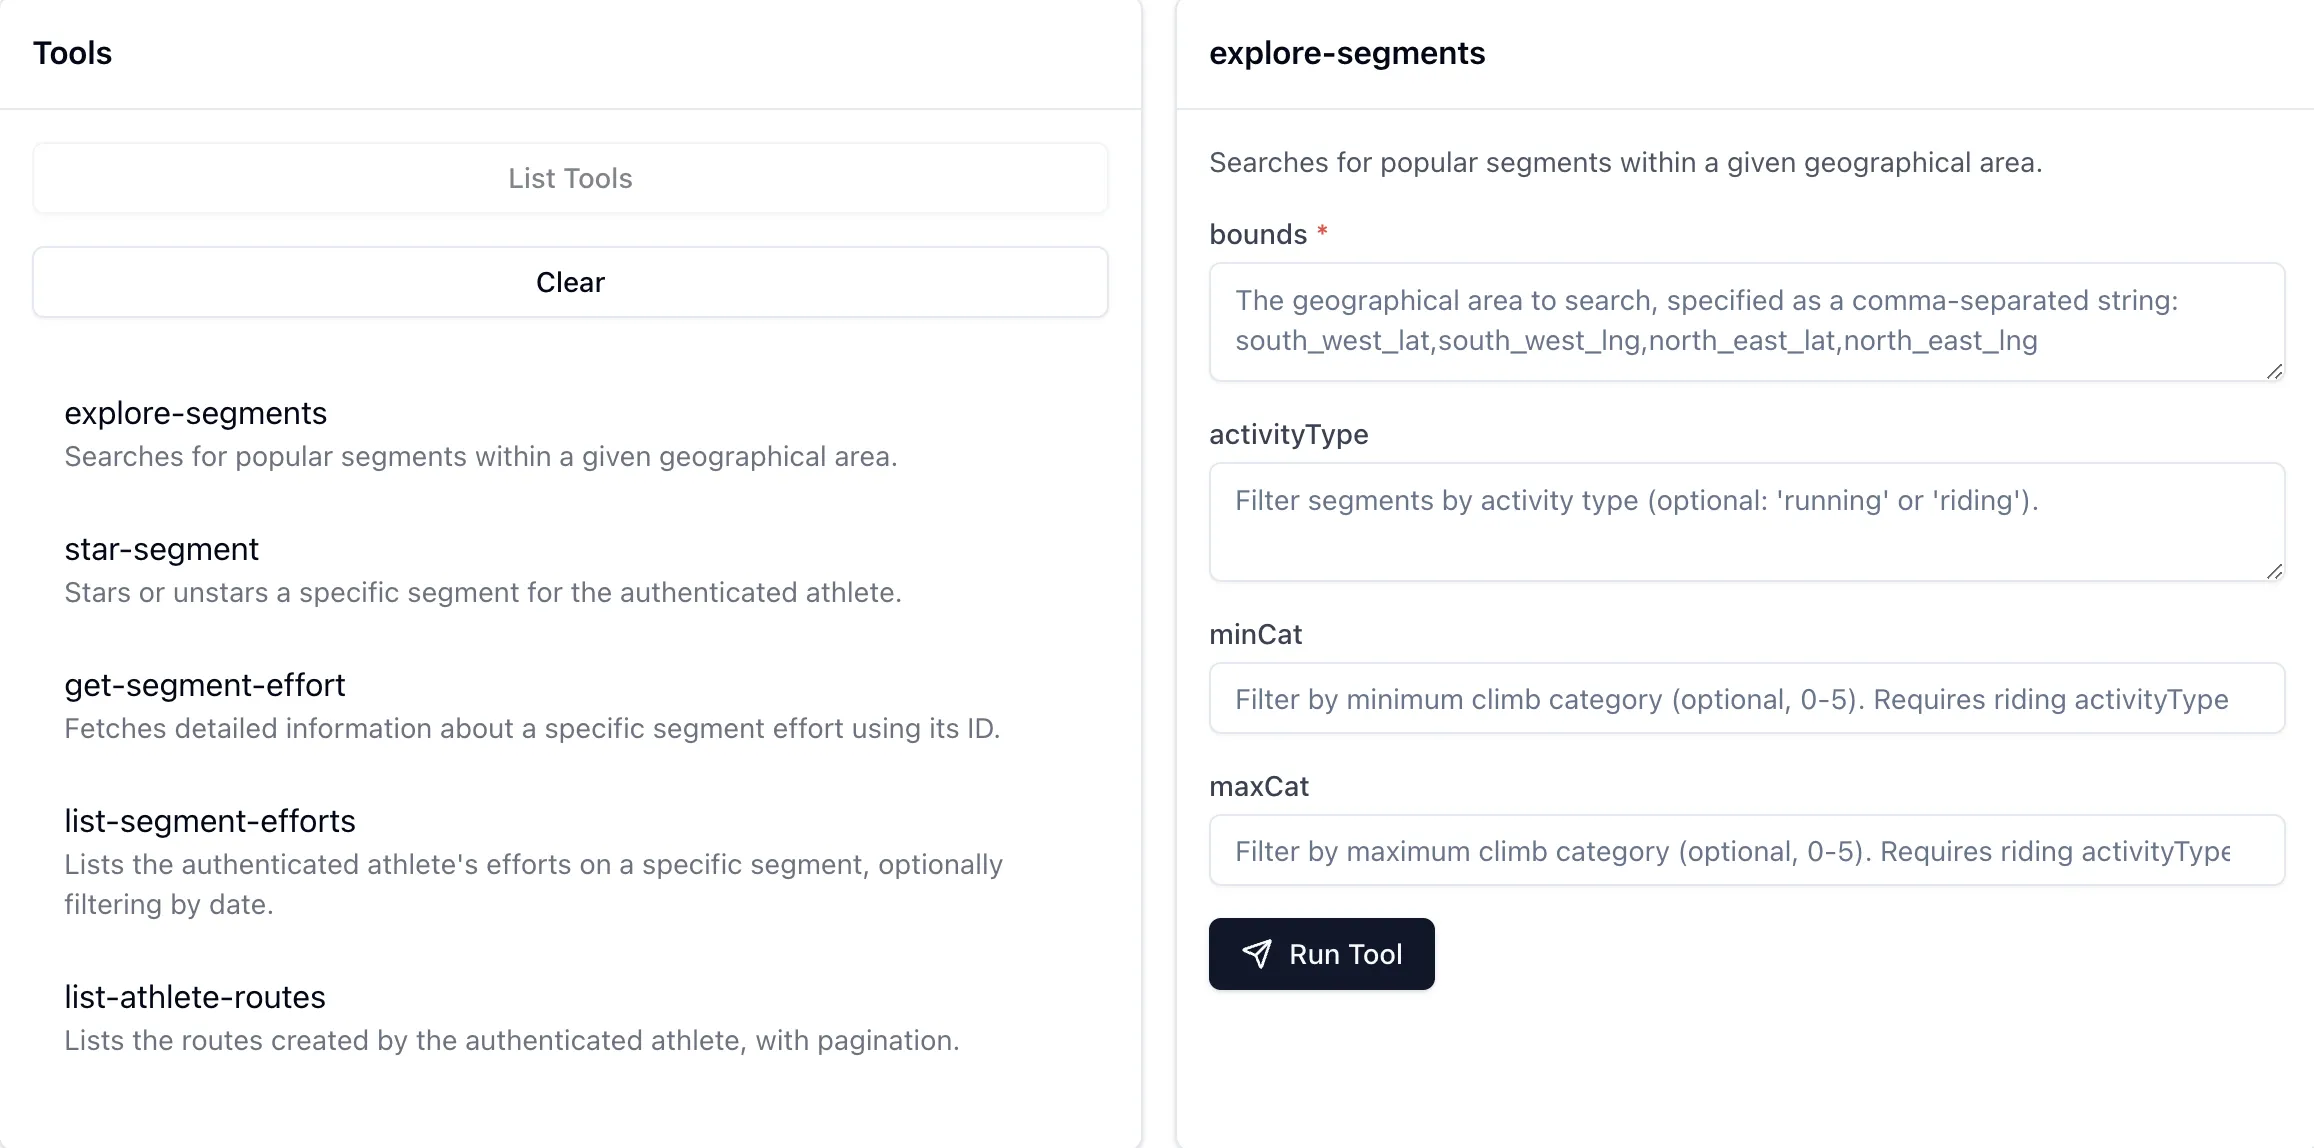 Tools
List Tools
Clear
explore-segments
Searches for popular segments within a given geographical area.
star-segment
Stars or unstars a specific segment for the authenticated athlete.
get-segment-effort
Fetches detailed information about a specific segment effort using its ID.
list-segment-efforts
Lists the authenticated athlete's efforts on a specific segment, optionally
filtering by date.
list-athlete-routes
Lists the routes created by the authenticated athlete, with pagination.
explore-segments
Searches for popular segments within a given geographical area.
bounds *
The geographical area to search, specified as a comma-separated string:
south_west_lat,south_west_lng,north_east_lat,north_east_lng
activityType
Filter segments by activity type (optional: 'running' or 'riding').
minCat
Filter by minimum climb category (optional, 0-5). Requires riding activityType
maxCat
Filter by maximum climb category (optional, 0-5). Requires riding activityType
Run Tool